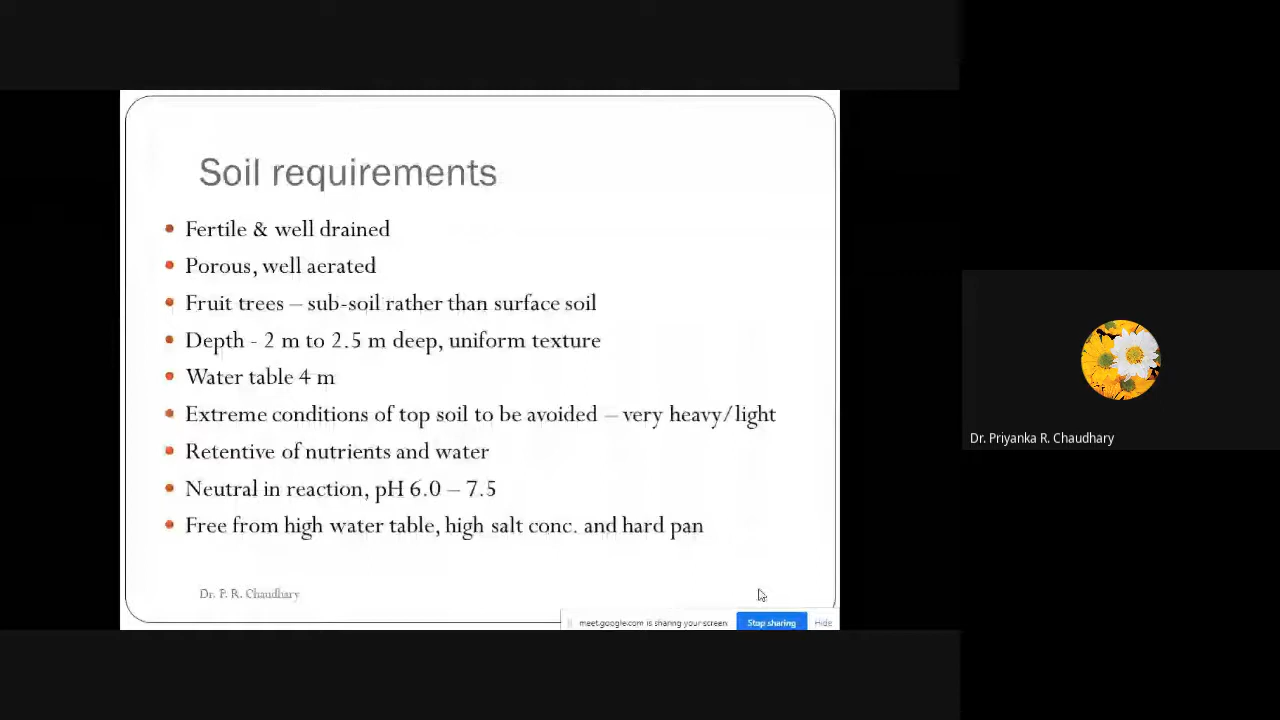 Soil requirements
Fertile & well drained
Porous, well aerated
Fruit trees – sub-soil rather than surface soil
Depth - 2 m to 2.5 m deep, uniform texture
Water table 4 m
Extreme conditions of top soil to be avoided – very heavy/light
Retentive of nutrients and water
Neutral in reaction, pH 6.0 – 7.5
Free from high water table, high salt conc. and hard pan
Dr. P. R. Chaudhary
meet.google.com is sharing your screen
Stop sharing
Hide
Dr. Priyanka R. Chaudhary